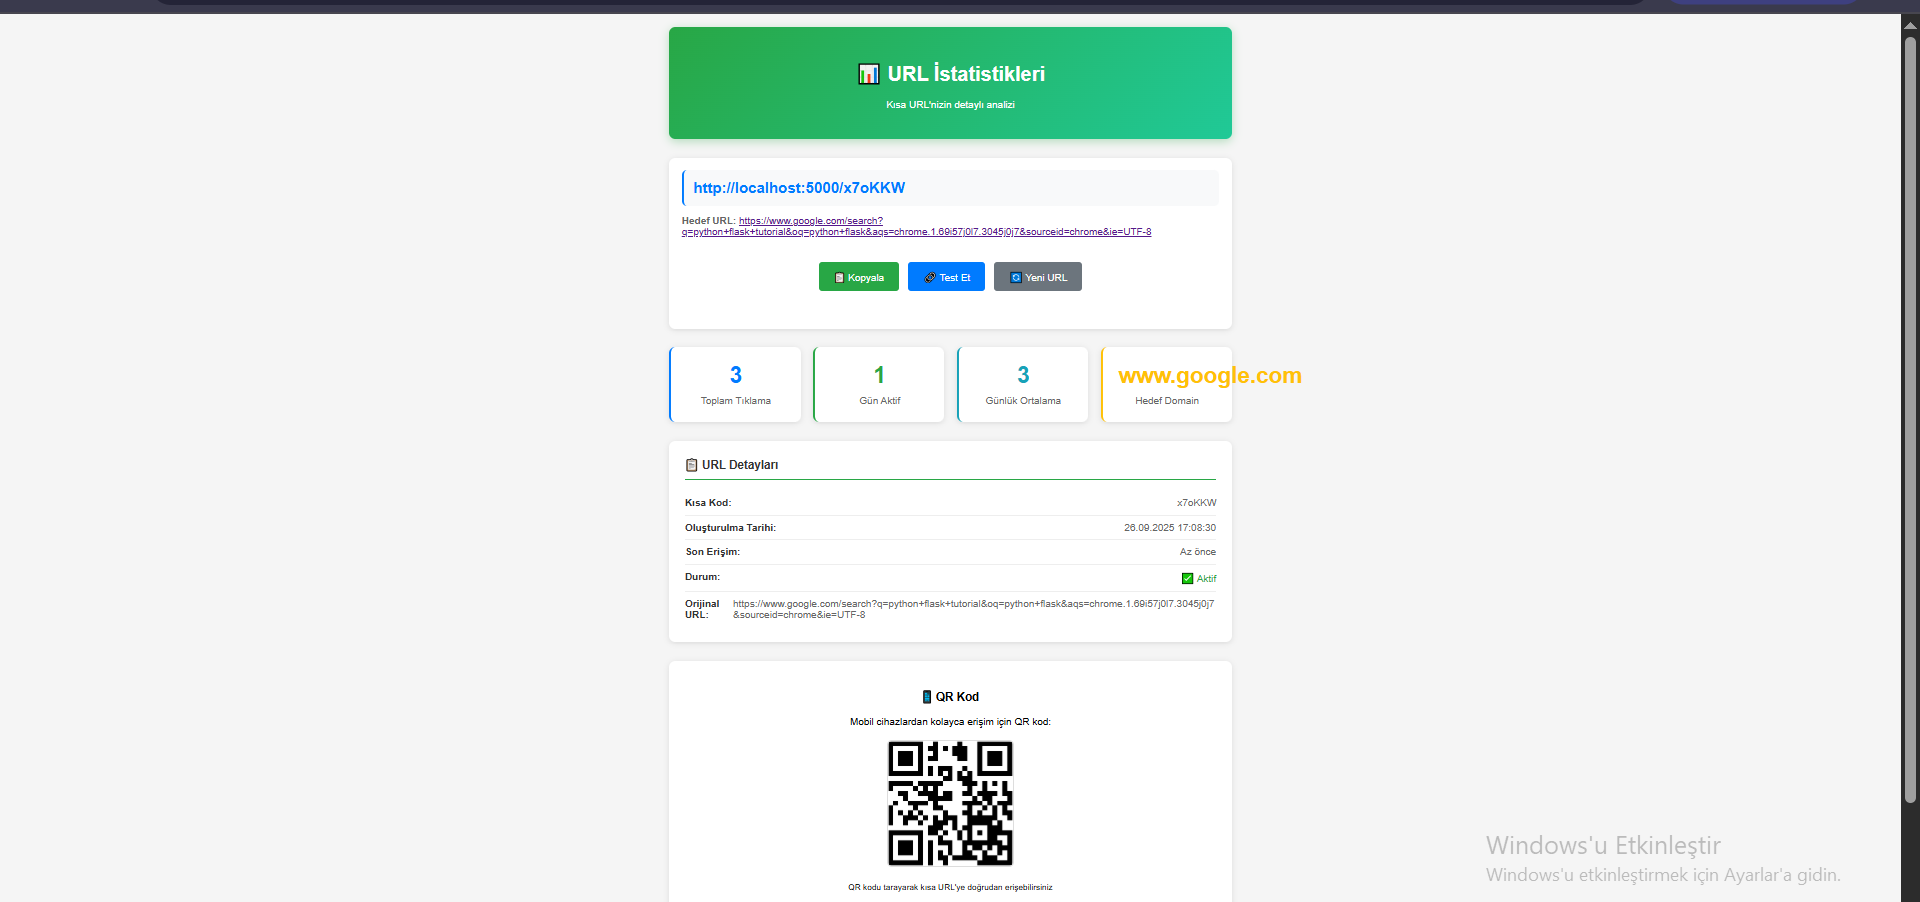 📊 URL İstatistikleri
Kısa URL'nizin detaylı analizi
http://localhost:5000/x7oKKW
Hedef URL: https://www.google.com/search?
q=python+flask+tutorial&oq=python+flask&aqs=chrome.1.69i57j0l7.3045j0j7&sourceid=chrome&ie=UTF-8
📋 Kopyala
🔗 Test Et
🔄 Yeni URL
3
Toplam Tıklama
1
Gün Aktif
3
Günlük Ortalama
www.google.com
Hedef Domain
📋 URL Detayları
Kısa Kod: x7oKKW
Oluşturulma Tarihi: 26.09.2025 17:08:30
Son Erişim: Az önce
Durum: ✅ Aktif
Orijinal URL: https://www.google.com/search?q=python+flask+tutorial&oq=python+flask&aqs=chrome.1.69i57j0l7.3045j0j7
&sourceid=chrome&ie=UTF-8
📱 QR Kod
Mobil cihazlardan kolayca erişim için QR kod:
QR kodu tarayarak kısa URL'ye doğrudan erişebilirsiniz
Windows'u Etkinleştir
Windows'u etkinleştirmek için Ayarlar'a gidin.